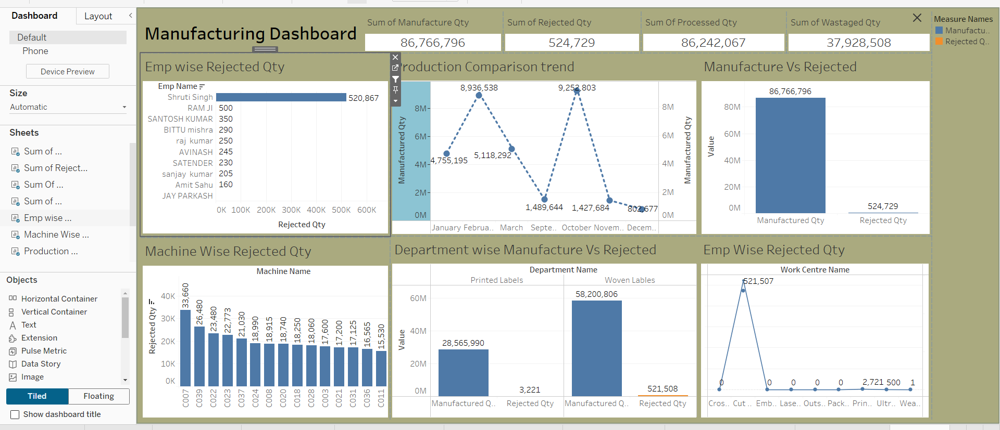 Dashboard
Layout
Default
Phone
Device Preview
Size
Automatic
Sheets
Sum of ...
Sum of Reject...
Sum Of ...
Sum of ...
Emp wise ...
Machine Wise ...
Production ...
Objects
Horizontal Container
Vertical Container
Text
Extension
Pulse Metric
Data Story
Image
Tiled
Floating
Show dashboard title
Manufacturing Dashboard
Sum of Manufacture Qty
86,766,796
Sum of Rejected Qty
524,729
Sum Of Processed Qty
86,242,067
Sum of Wastaged Qty
37,928,508
Measure Names
Manufactu..
Rejected Q..
Emp wise Rejected Qty
Emp Name
Shruti Singh 520,867
RAM JI 500
SANTOSH KUMAR 350
BITTU mishra 290
raj kumar 250
AVINASH 245
SATENDER 230
sanjay kumar 205
Amit Sahu 160
JAY PARKASH
0K 100K 200K 300K 400K 500K 600K
Rejected Qty
roduction Comparison trend
8,936,538
9,252,803
4,755,195
5,118,292
1,489,644
1,427,684
802,677
Manufactured Qty
8M
6M
4M
2M
0M
8M
6M
4M
2M
0M
Manufactured Qty
January Februa.. March Septe.. October Novem.. Decem..
Manufacture Vs Rejected
86,766,796
524,729
Value
80M
60M
40M
20M
0M
Manufactured Qty Rejected Qty
Machine Wise Rejected Qty
Machine Name
Rejected Qty
40K
30K
20K
10K
0K
33,660 26,480 23,480 22,773 21,030 18,990 18,915 18,740 18,250 18,060 17,600 17,200 17,125 16,565 15,530
C007 C039 C022 C023 C037 C024 C008 C020 C018 C028 C003 C021 C031 C036 C011
Department wise Manufacture Vs Rejected
Department Name
Printed Labels Woven Lables
Value
60M
40M
20M
0M
28,565,990
3,221
58,200,806
521,508
Manufactured Q.. Rejected Qty Manufactured Q.. Rejected Qty
Emp Wise Rejected Qty
Work Centre Name
521,507
0 0 0 0 0 2,721 500 1
Cros.. Cut .. Emb.. Lase.. Outs.. Pack.. Prin.. Ultr.. Wea..